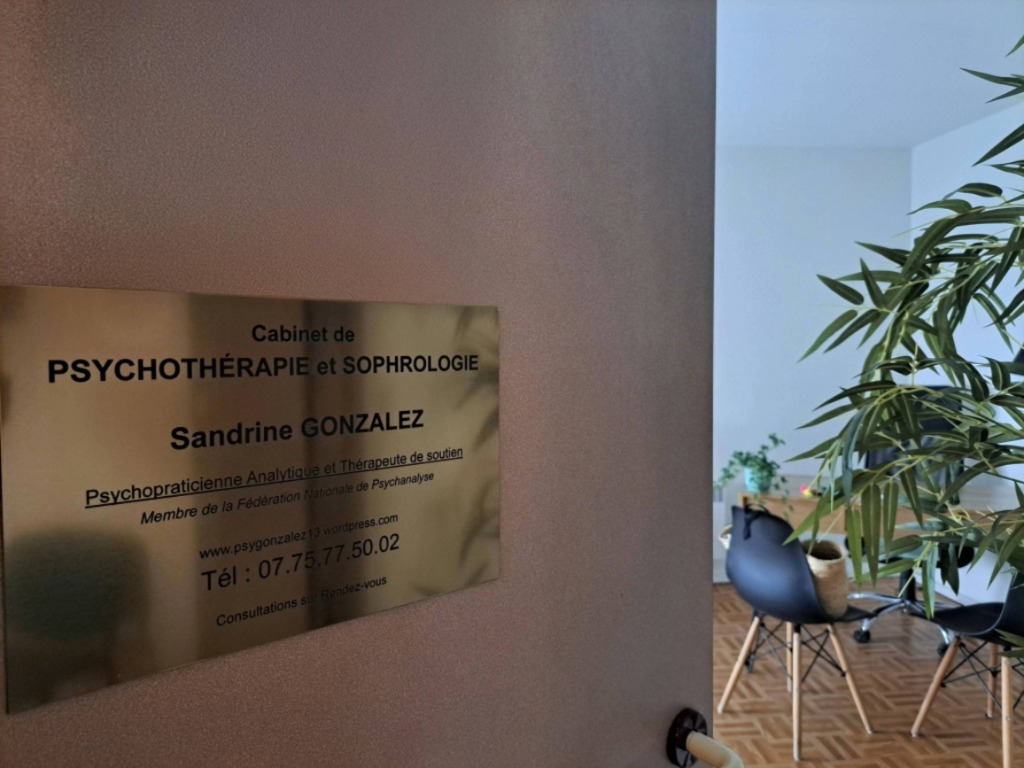 Cabinet de
PSYCHOTHÉRAPIE et SOPHROLOGIE
Sandrine GONZALEZ
Psychopraticienne Analytique et Thérapeute de soutien
Membre de la Fédération Nationale de Psychanalyse
www.psygonzalez13.wordpress.com
Tél : 07.75.77.50.02
Consultations sur Rendez-vous